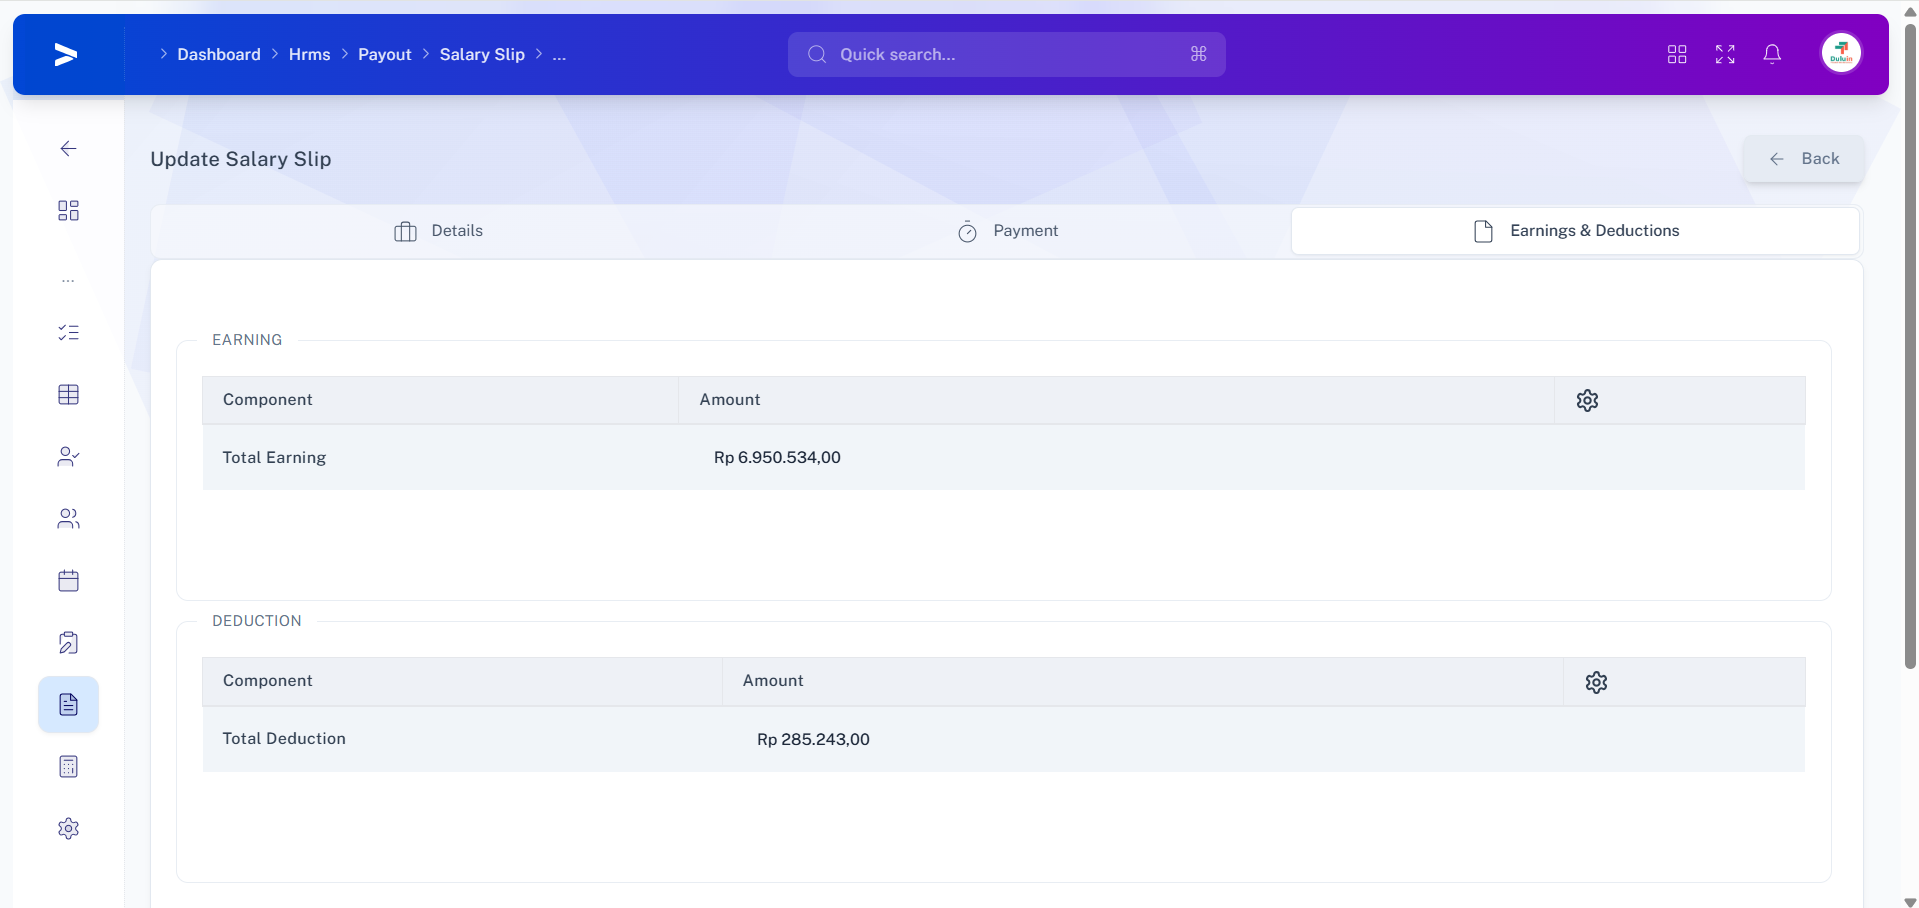 Dashboard Hrms Payout Salary Slip ...
Quick search...
Duluin
Update Salary Slip
Back
Details
Payment
Earnings & Deductions
...
EARNING
Component Amount
Total Earning Rp 6.950.534,00
DEDUCTION
Component Amount
Total Deduction Rp 285.243,00